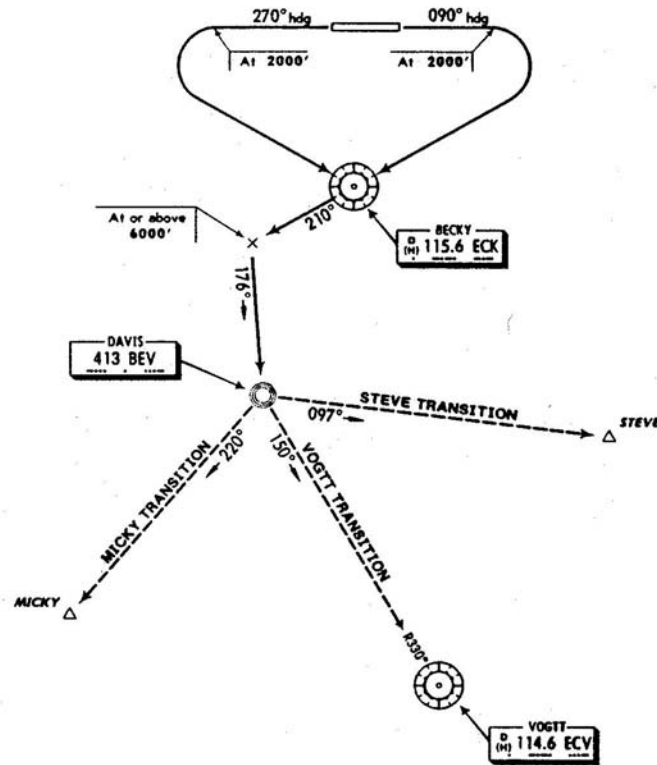 270° hdg
090° hdg
At 2000'
At 2000'
At or above
6000'
210°
BECKY
D
(H) 115.6 ECK
176°
DAVIS
413 BEV
STEVE TRANSITION
097°
STEVE
MICKY TRANSITION
220°
150°
VOGTT TRANSITION
MICKY
R330°
VOGTT
D
(H) 114.6 ECV